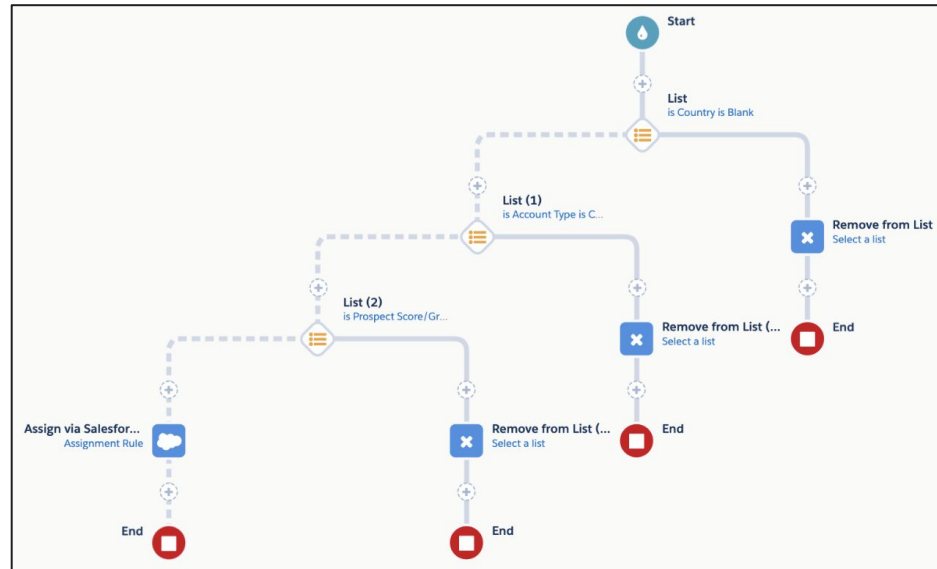 Start
List
is Country is Blank
List (1)
is Account Type is C...
Remove from List
Select a list
List (2)
is Prospect Score/Gr...
Remove from List (...
Select a list
End
Assign via Salesfor...
Assignment Rule
Remove from List (...
Select a list
End
End
End